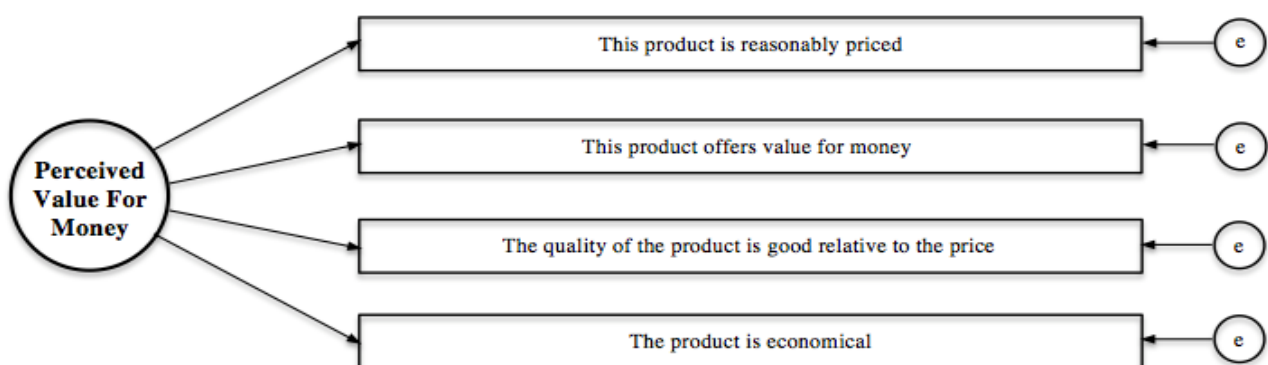 This product is reasonably priced
e
This product offers value for money
e
Perceived
Value For
Money
The quality of the product is good relative to the price
e
The product is economical
e